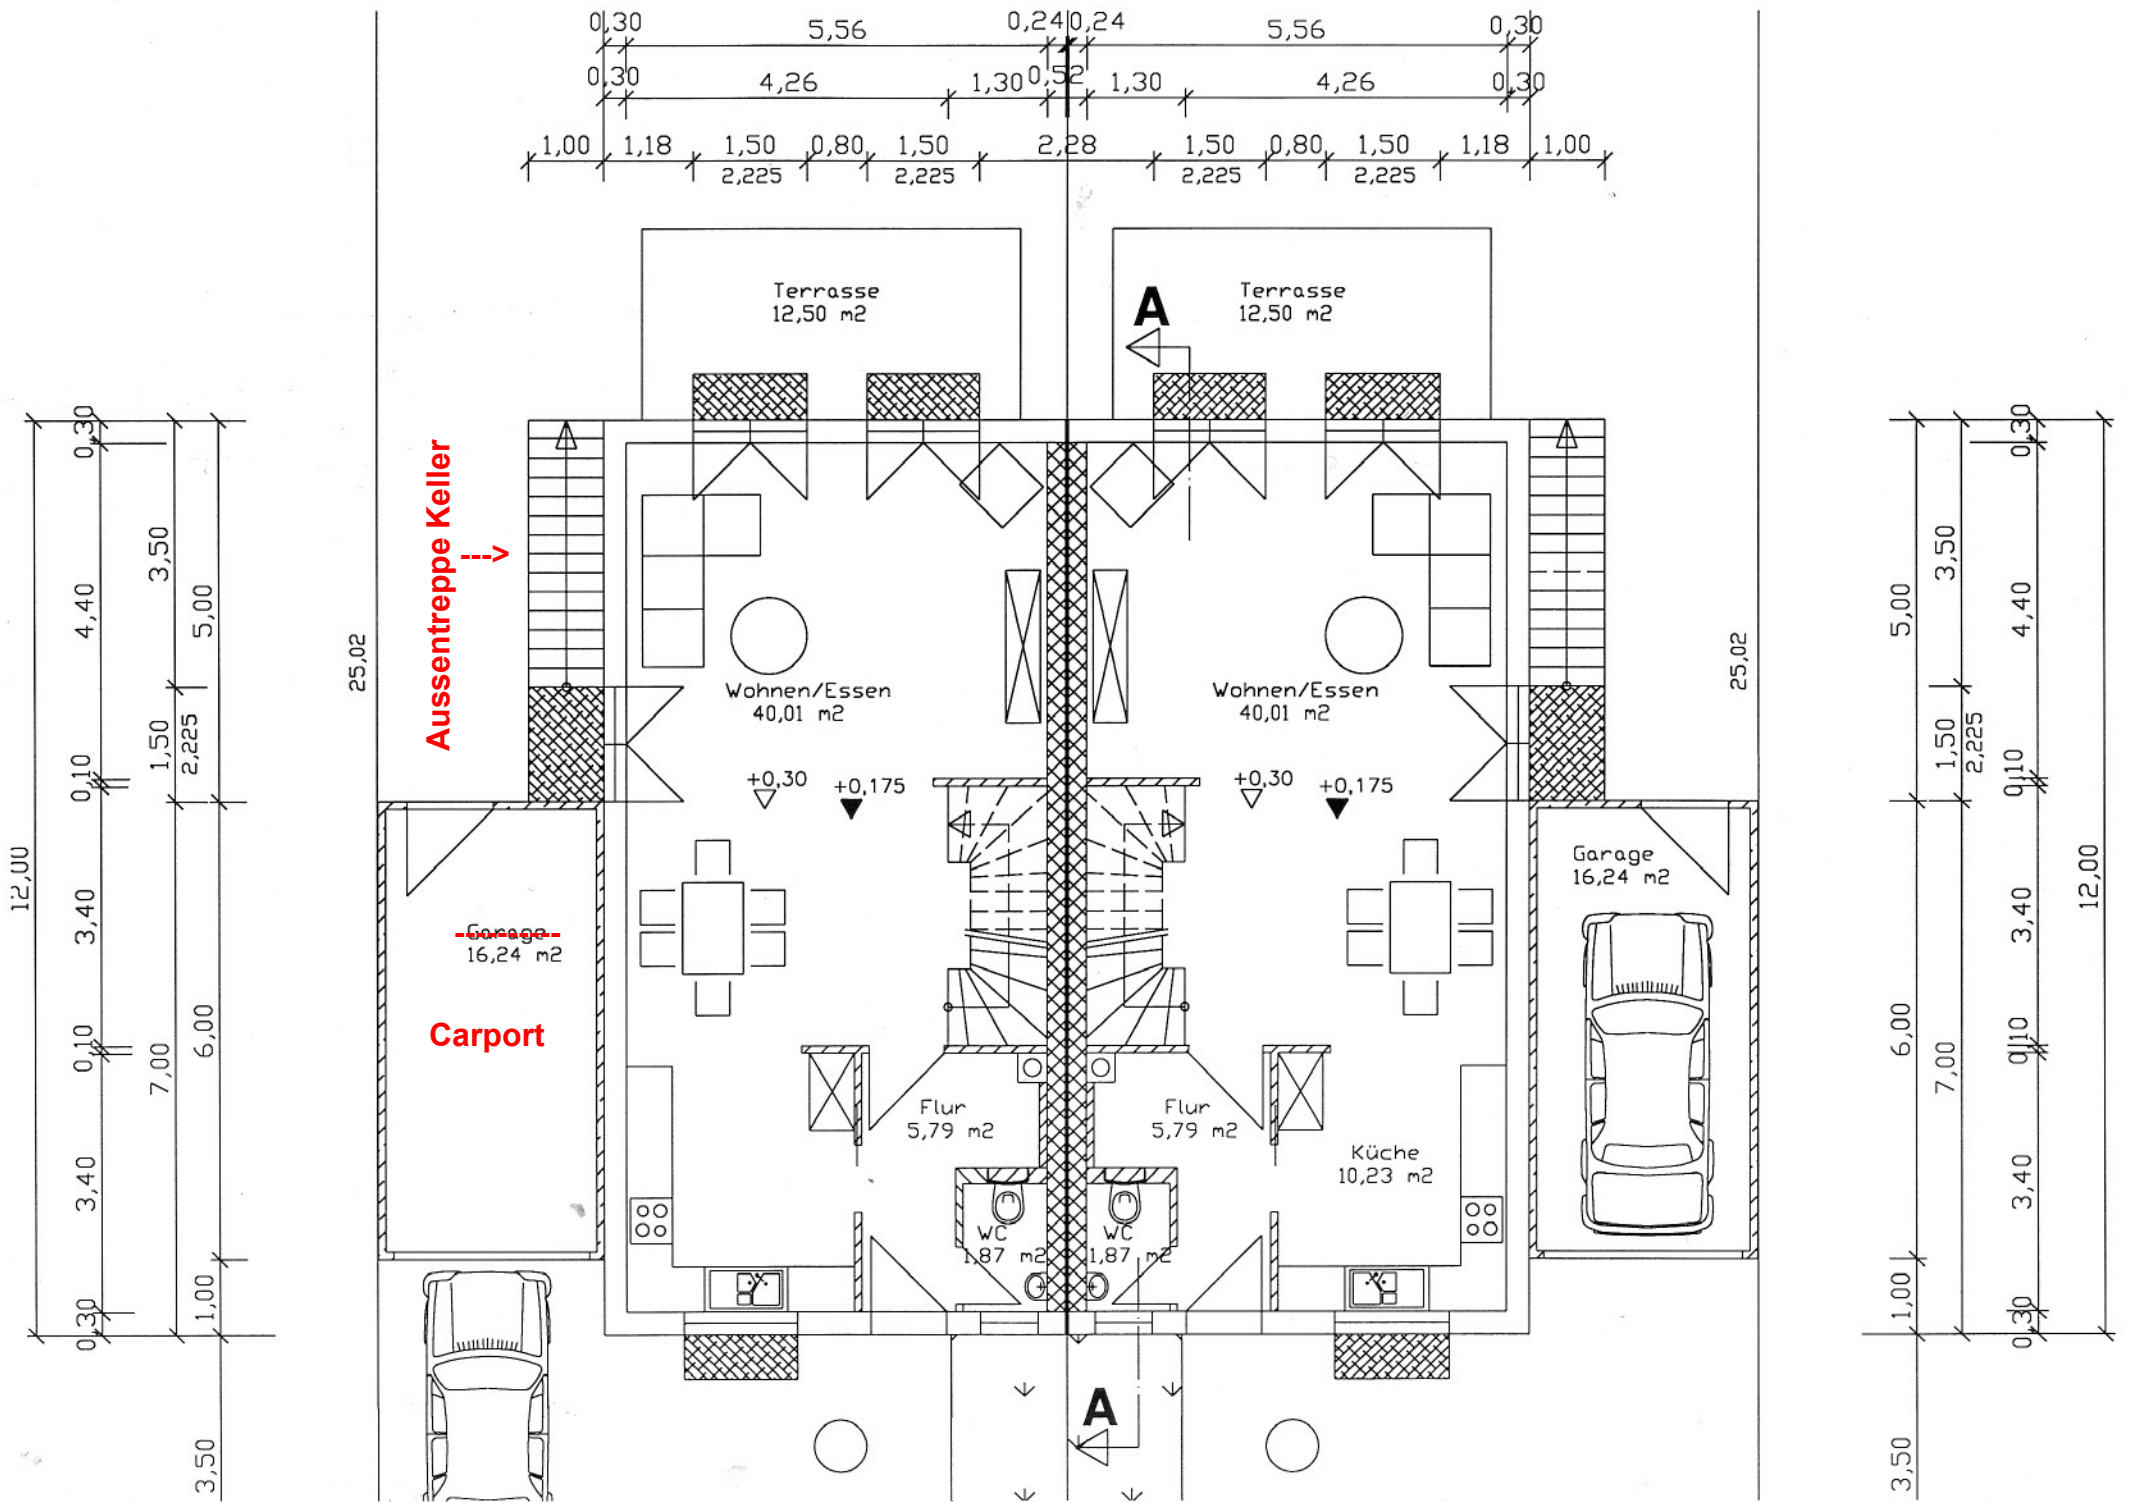 0,30 5,56 0,24 0,24 5,56 0,30
0,30 4,26 1,30 0,52 1,30 4,26 0,30
1,00 1,18 1,50 0,80 1,50 2,28 1,50 0,80 1,50 1,18 1,00
2,225 2,225 2,225 2,225
Terrasse
12,50 m2
Terrasse
12,50 m2
A
Aussentreppe Keller
--->
12,00
0,30
4,40
0,10
3,40
0,10
3,40
0,30
3,50
1,50
2,225
7,00
5,00
6,00
1,00
3,50
25,02
Wohnen/Essen
40,01 m2
Wohnen/Essen
40,01 m2
+0,30 +0,175
+0,30 +0,175
Garage
16,24 m2
Carport
Garage
16,24 m2
Flur
5,79 m2
Flur
5,79 m2
Küche
10,23 m2
WC
1,87 m2
WC
1,87 m2
A
25,02
5,00
6,00
1,00
3,50
3,50
1,50
2,225
7,00
0,30
4,40
0,10
3,40
0,10
3,40
0,30
12,00